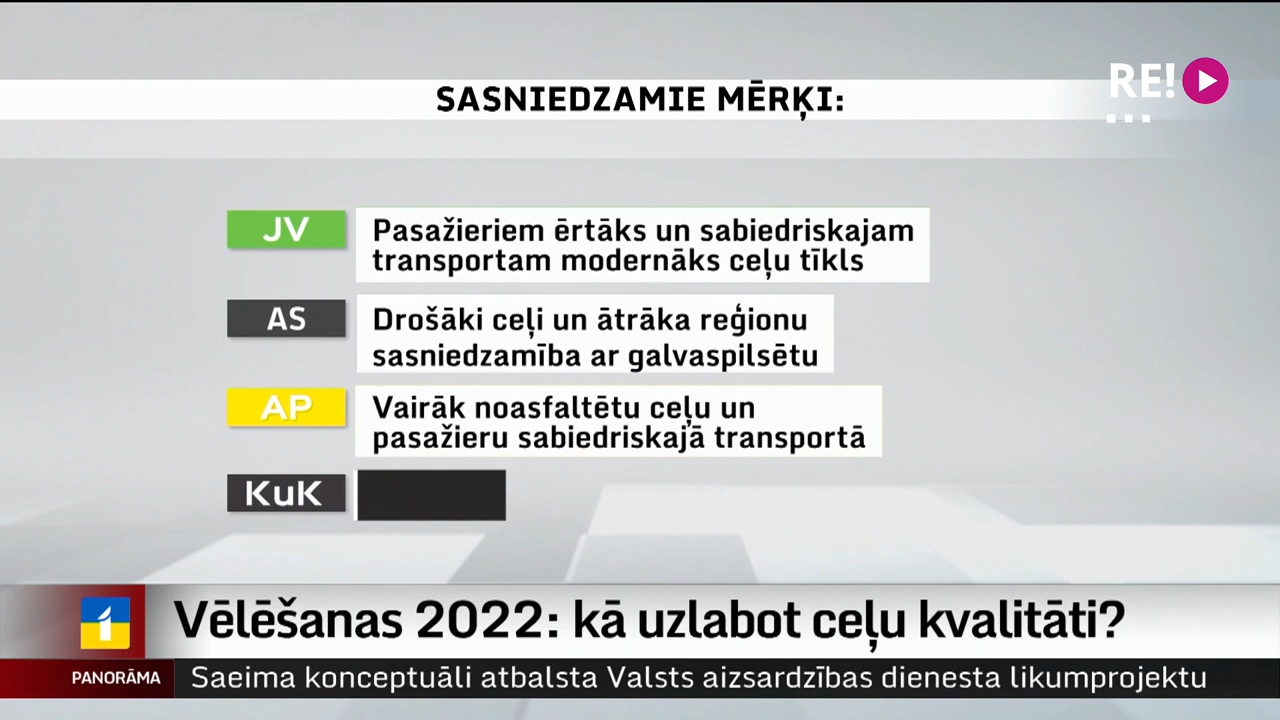 SASNIEDZAMIE MĒRĶI:
RE!
JV
Pasažieriem ērtāks un sabiedriskajam
transportam modernāks ceļu tīkls
AS
Drošāki ceļi un ātrāka reģionu
sasniedzamība ar galvaspilsētu
AP
Vairāk noasfaltētu ceļu un
pasažieru sabiedriskajā transportā
KuK
1
Vēlēšanas 2022: kā uzlabot ceļu kvalitāti?
PANORĀMA
Saeima konceptuāli atbalsta Valsts aizsardzības dienesta likumprojektu